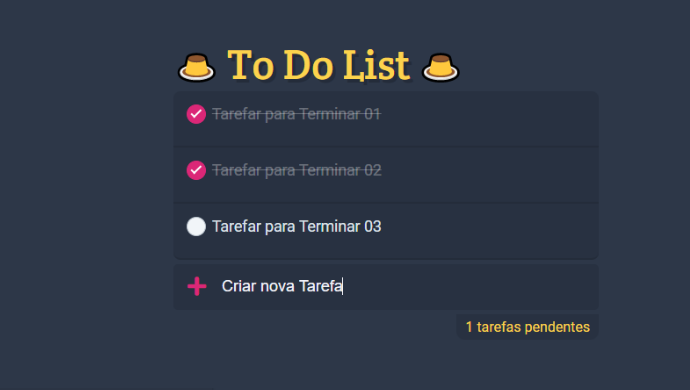 To Do List
Tarefar para Terminar 01
Tarefar para Terminar 02
Tarefar para Terminar 03
Criar nova Tarefa
1 tarefas pendentes